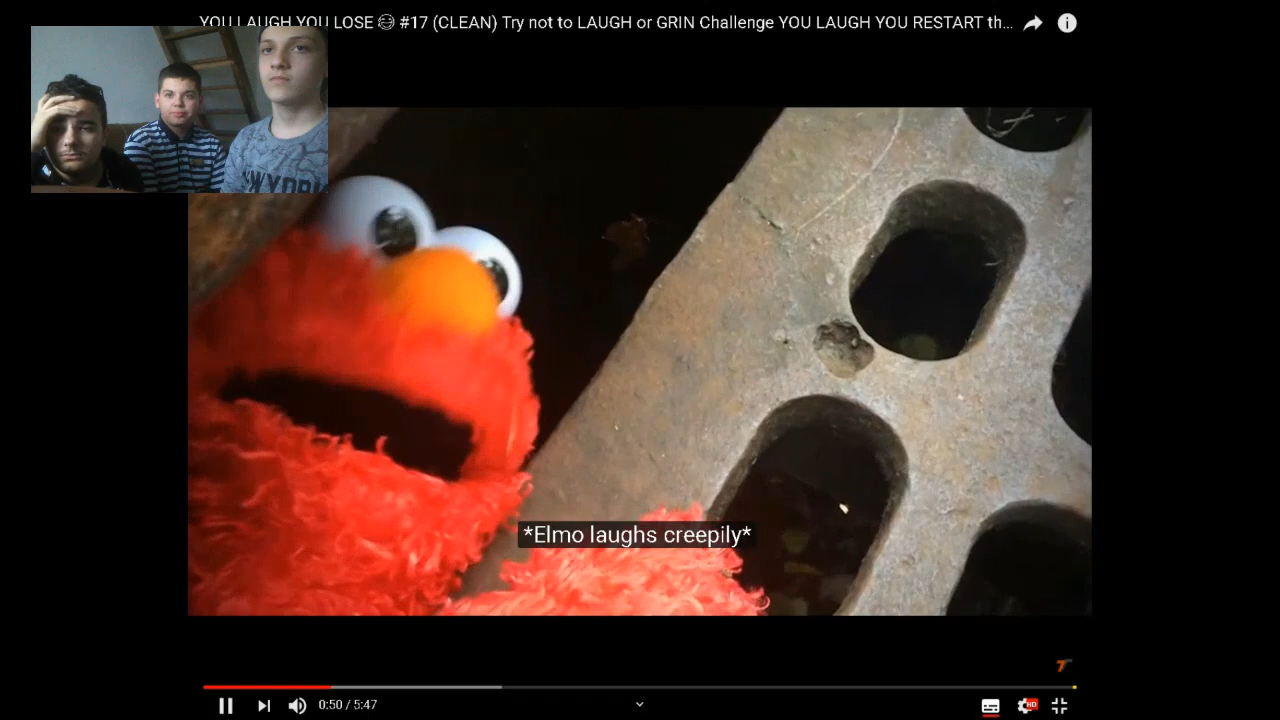 YOU LAUGH YOU LOSE 😂 #17 (CLEAN) Try not to LAUGH or GRIN Challenge YOU LAUGH YOU RESTART th...
*Elmo laughs creepily*
0:50 / 5:47
HD